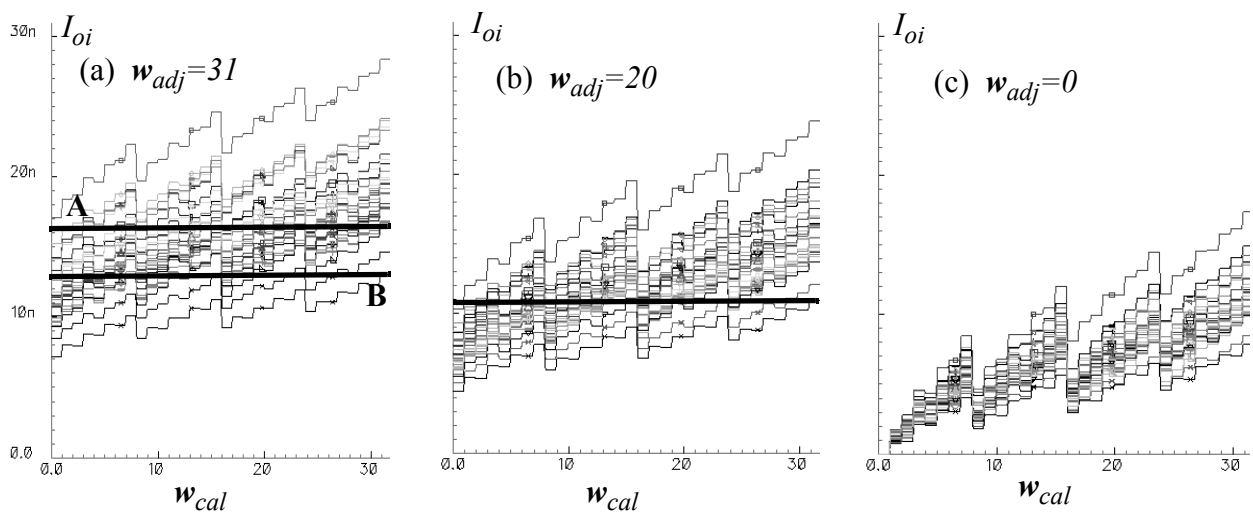 30n
I_oi
(a) w_adj=31
20n
A
B
10n
0.0
0.0 10 20 30
w_cal
I_oi
(b) w_adj=20
0.0 10 20 30
w_cal
I_oi
(c) w_adj=0
0.0 10 20 30
w_cal